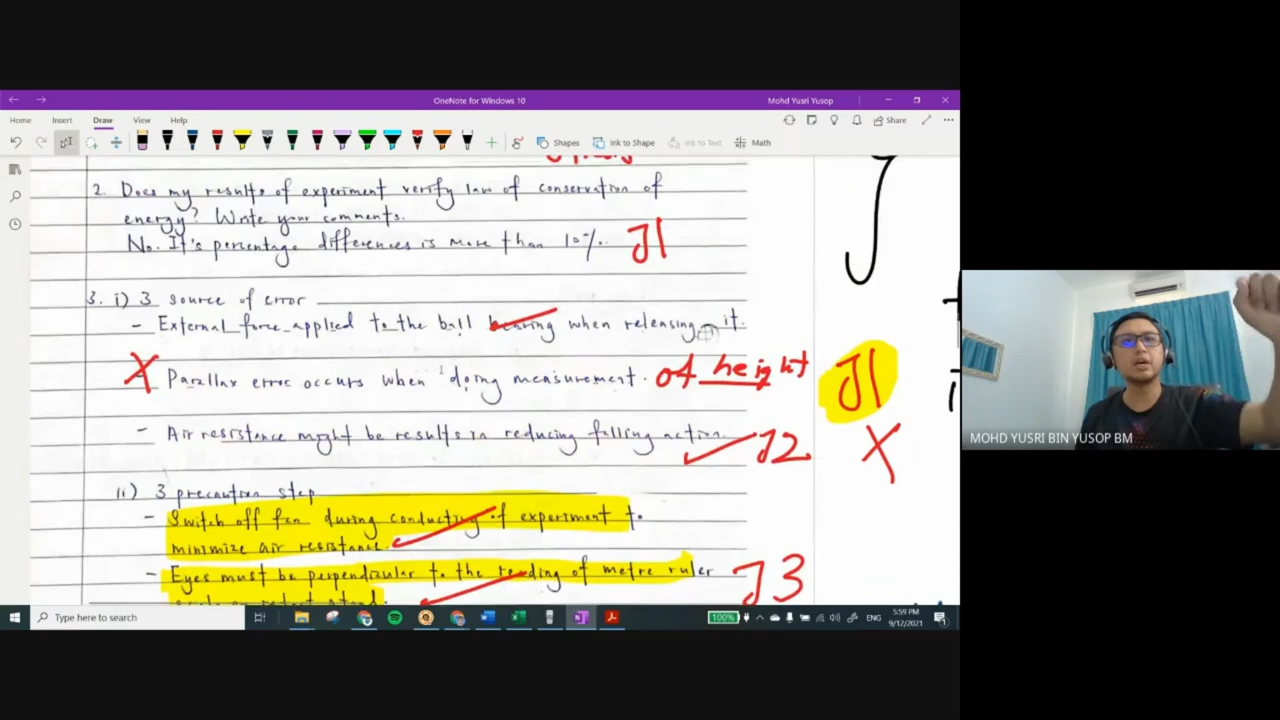 OneNote for Windows 10
Mohd Yusri Yusop
Home Insert Draw View Help
Share
Shapes Ink to Shape Ink to Text Math
2. Does my results of experiment verify law of conservation of
energy? Write your comments.
No. It's percentage differences is more than 10%. J1
3. i) 3 source of error
- External force applied to the ball bearing when releasing it.
X Parallax error occurs when doing measurement. of height J1
- Air resistance might be results in reducing falling action. J2 X
ii) 3 precaution step
- Switch off fan during conducting of experiment to
minimize air resistance.
- Eyes must be perpendicular to the reading of metre ruler
J3
MOHD YUSRI BIN YUSOP BM
Type here to search
100%
ENG
5:59 PM
9/12/2021